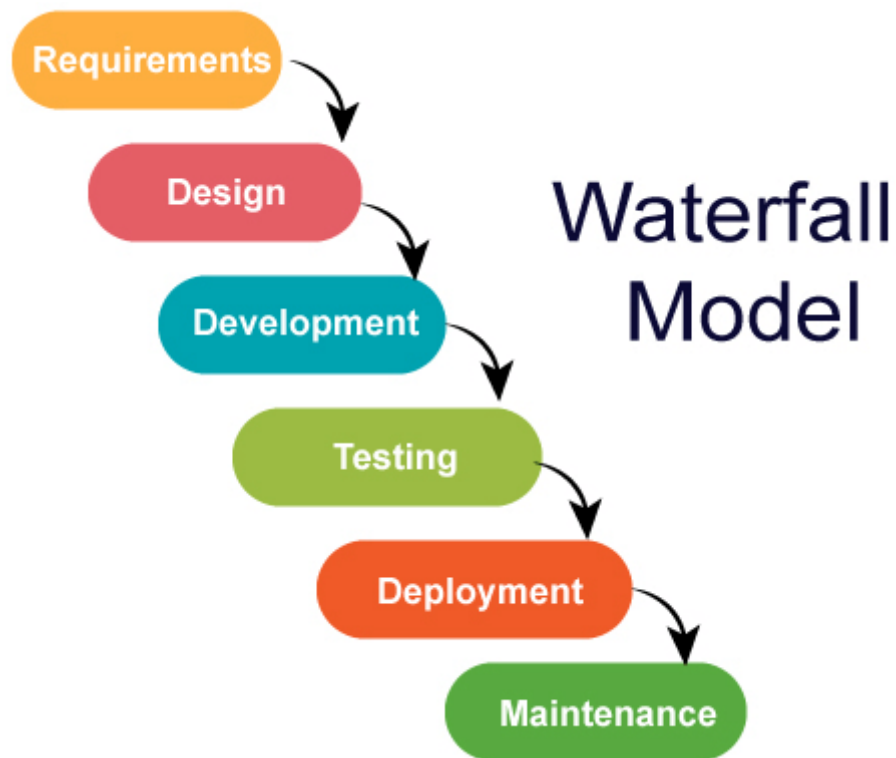 Requirements
Design
Waterfall
Model
Development
Testing
Deployment
Maintenance